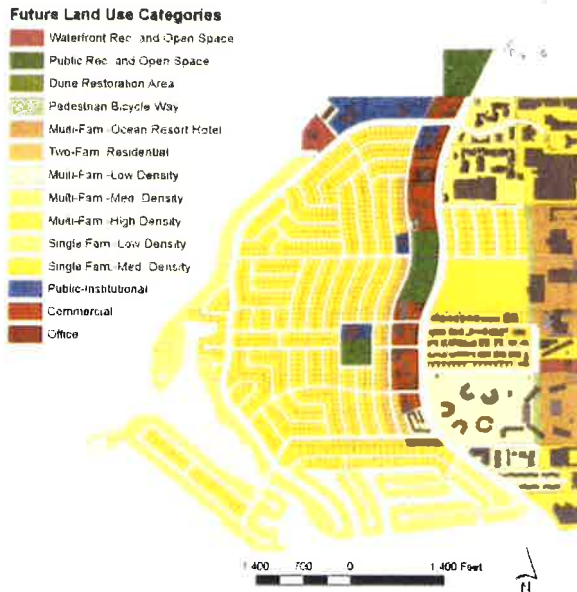 Future Land Use Categories
Waterfront Rec. and Open Space
Public Rec. and Open Space
Dune Restoration Area
Pedestrian Bicycle Way
Multi-Fam.-Ocean Resort Hotel
Two-Fam. Residential
Multi-Fam.-Low Density
Multi-Fam.-Med. Density
Multi-Fam.-High Density
Single Fam.-Low Density
Single Fam.-Med. Density
Public-Institutional
Commercial
Office
1,400 700 0 1,400 Feet
N